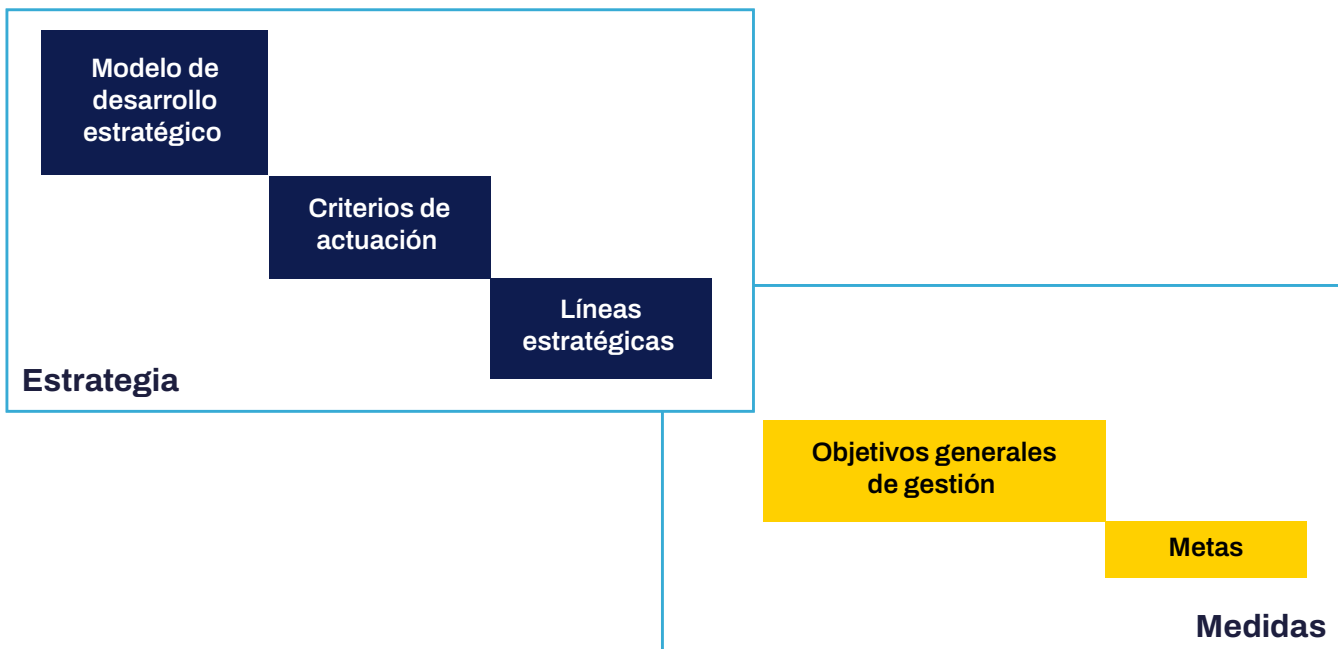 Modelo de
desarrollo
estratégico
Criterios de
actuación
Líneas
estratégicas
Estrategia
Objetivos generales
de gestión
Metas
Medidas